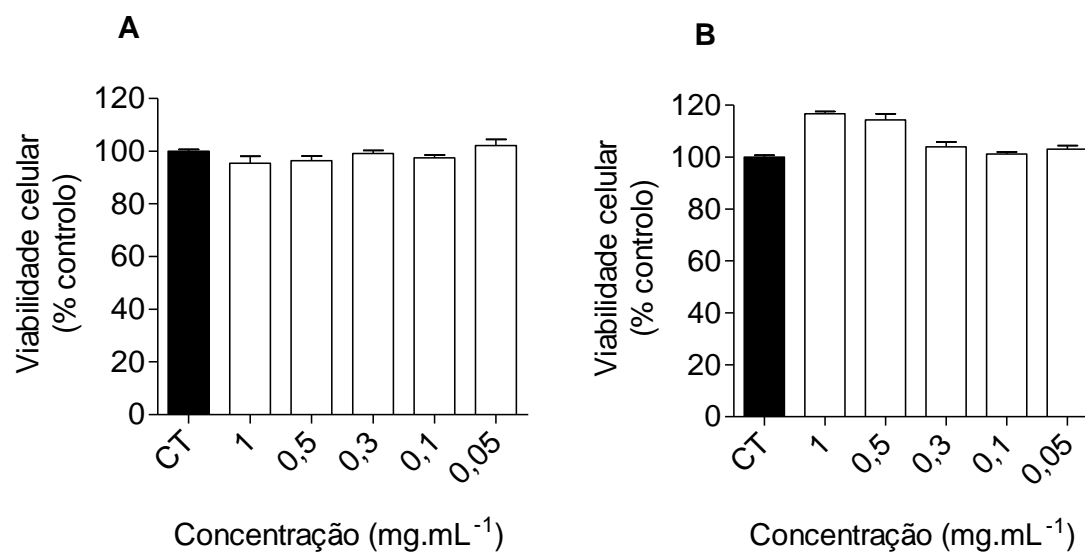 A
Viabilidade celular
(% controlo)
120
100
80
60
40
20
0
CT
1
0,5
0,3
0,1
0,05
Concentração (mg.mL⁻¹)
B
Viabilidade celular
(% controlo)
120
100
80
60
40
20
0
CT
1
0,5
0,3
0,1
0,05
Concentração (mg.mL⁻¹)